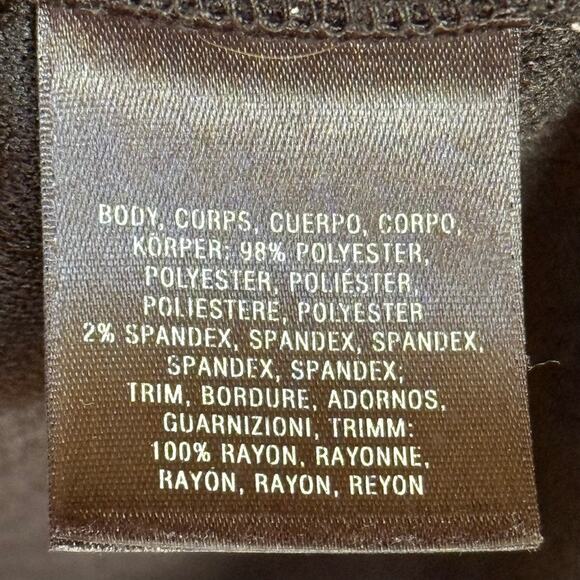 BODY, CORPS, CUERPO, CORPO,
KÖRPER: 98% POLYESTER,
POLYESTER, POLIÉSTER,
POLIESTERE, POLYESTER
2% SPANDEX, SPANDEX, SPANDEX,
SPANDEX, SPANDEX,
TRIM, BORDURE, ADORNOS,
GUARNIZIONI, TRIMM:
100% RAYON, RAYONNE,
RAYÓN, RAYON, REYON